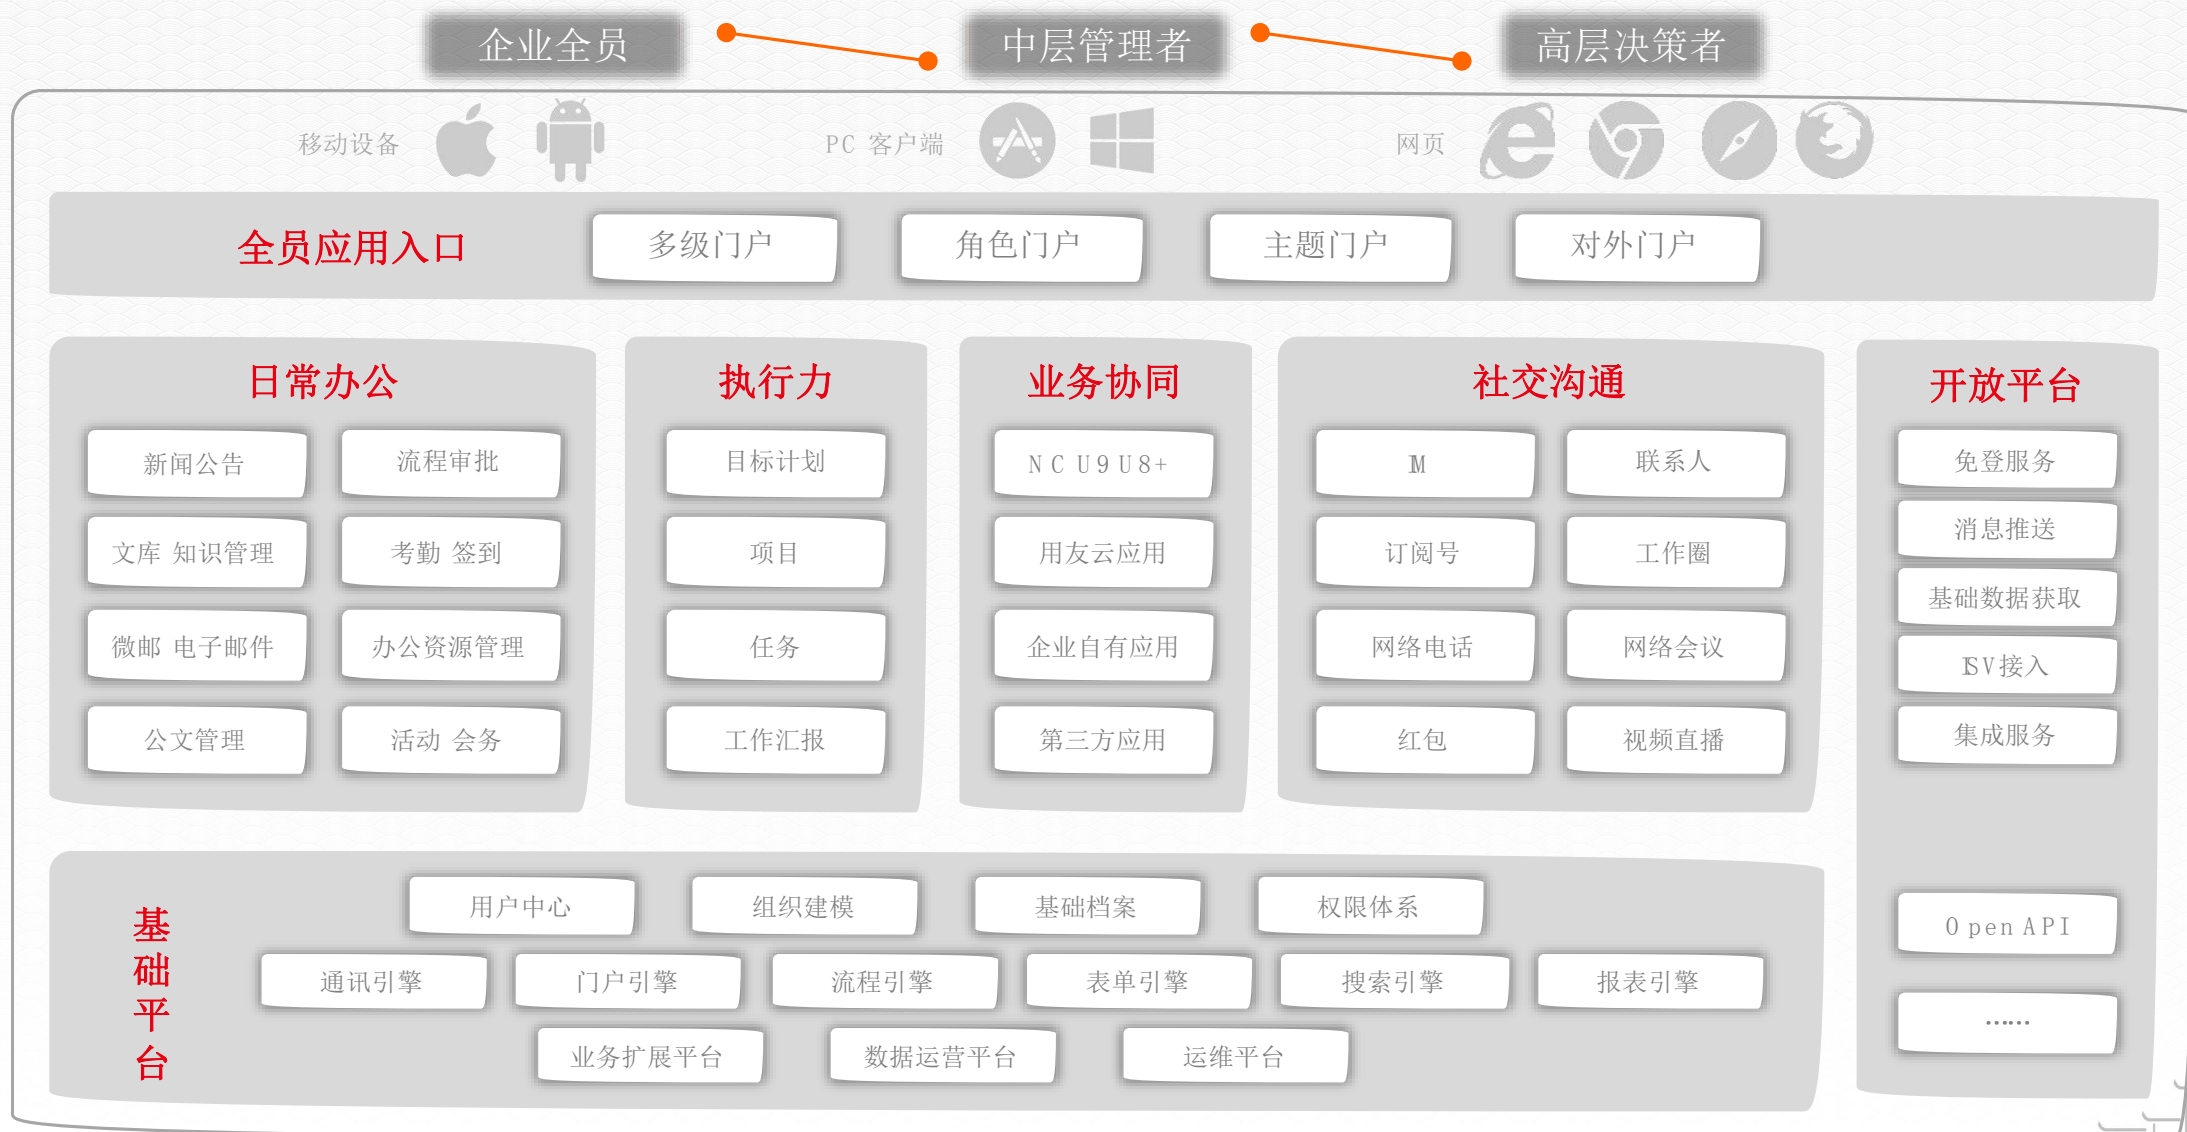 企业全员
中层管理者
高层决策者
移动设备
PC 客户端
网页
全员应用入口
多级门户
角色门户
主题门户
对外门户
日常办公
新闻公告
流程审批
文库 知识管理
考勤 签到
微邮 电子邮件
办公资源管理
公文管理
活动 会务
执行力
目标计划
项目
任务
工作汇报
业务协同
NC U9 U8+
用友云应用
企业自有应用
第三方应用
社交沟通
IM
联系人
订阅号
工作圈
网络电话
网络会议
红包
视频直播
开放平台
免登服务
消息推送
基础数据获取
ISV接入
集成服务
Open API
......
基础平台
用户中心
组织建模
基础档案
权限体系
通讯引擎
门户引擎
流程引擎
表单引擎
搜索引擎
报表引擎
业务扩展平台
数据运营平台
运维平台